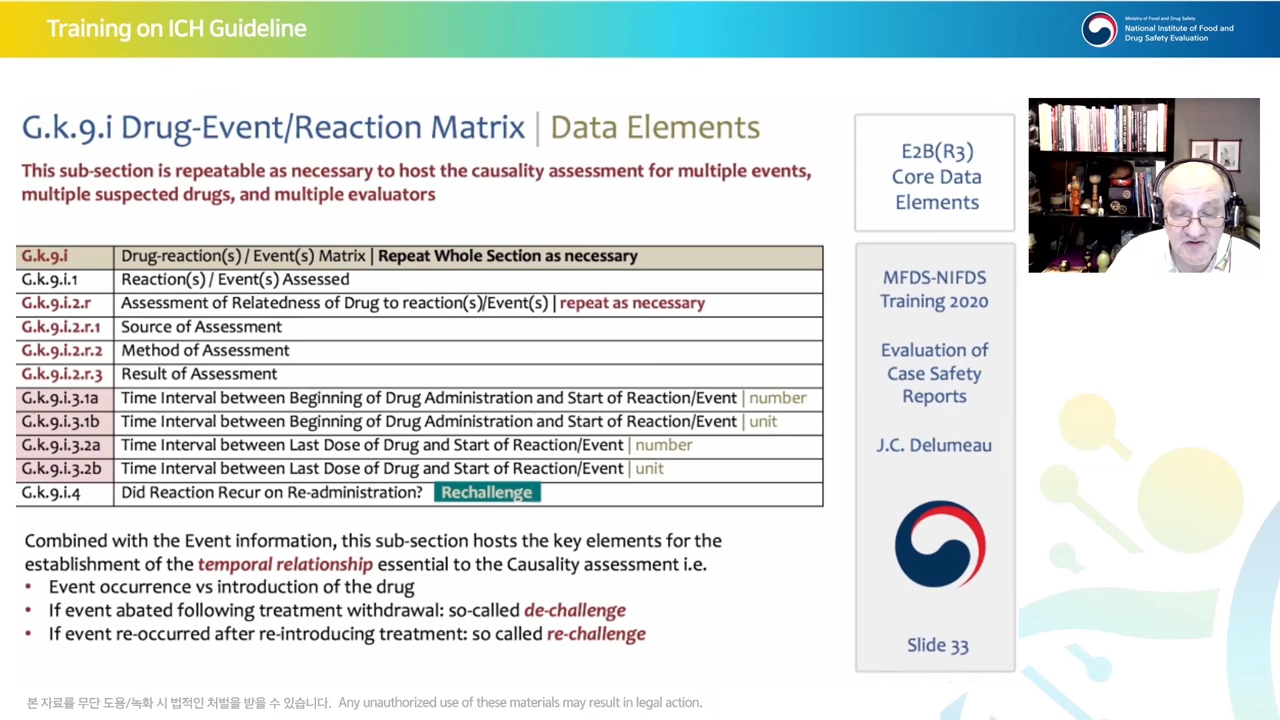 Training on ICH Guideline
Ministry of Food and Drug Safety
National Institute of Food and
Drug Safety Evaluation
G.k.9.i Drug-Event/Reaction Matrix | Data Elements
This sub-section is repeatable as necessary to host the causality assessment for multiple events,
multiple suspected drugs, and multiple evaluators
G.k.9.i Drug-reaction(s) / Event(s) Matrix | Repeat Whole Section as necessary
G.k.9.i.1 Reaction(s) / Event(s) Assessed
G.k.9.i.2.r Assessment of Relatedness of Drug to reaction(s)/Event(s) | repeat as necessary
G.k.9.i.2.r.1 Source of Assessment
G.k.9.i.2.r.2 Method of Assessment
G.k.9.i.2.r.3 Result of Assessment
G.k.9.i.3.1a Time Interval between Beginning of Drug Administration and Start of Reaction/Event | number
G.k.9.i.3.1b Time Interval between Beginning of Drug Administration and Start of Reaction/Event | unit
G.k.9.i.3.2a Time Interval between Last Dose of Drug and Start of Reaction/Event | number
G.k.9.i.3.2b Time Interval between Last Dose of Drug and Start of Reaction/Event | unit
G.k.9.i.4 Did Reaction Recur on Re-administration? Rechallenge
Combined with the Event information, this sub-section hosts the key elements for the
establishment of the temporal relationship essential to the Causality assessment i.e.
• Event occurrence vs introduction of the drug
• If event abated following treatment withdrawal: so-called de-challenge
• If event re-occurred after re-introducing treatment: so called re-challenge
E2B(R3)
Core Data
Elements
MFDS-NIFDS
Training 2020
Evaluation of
Case Safety
Reports
J.C. Delumeau
Slide 33
본 자료를 무단 도용/녹화 시 법적인 처벌을 받을 수 있습니다. Any unauthorized use of these materials may result in legal action.